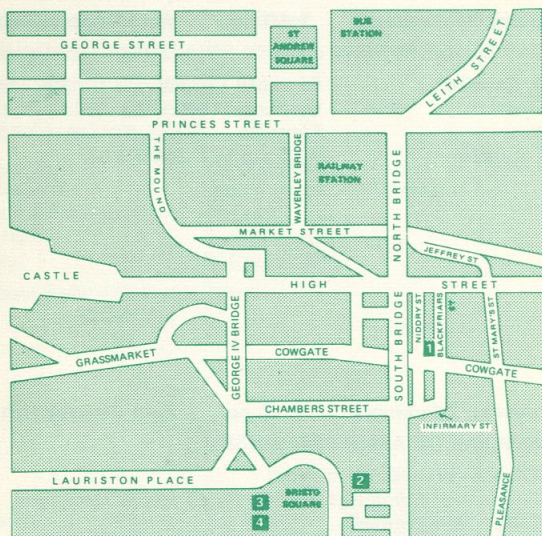 BUS
STATION
ST
ANDREW
SQUARE
GEORGE STREET
LEITH STREET
PRINCES STREET
THE MOUND
WAVERLEY BRIDGE
RAILWAY
STATION
NORTH BRIDGE
MARKET STREET
JEFFREY ST
CASTLE
HIGH STREET
GEORGE IV BRIDGE
SOUTH BRIDGE
NIDDRY ST
BLACKFRIARS
ST
ST MARY'S ST
1
GRASSMARKET
COWGATE
COWGATE
CHAMBERS STREET
INFIRMARY ST
LAURISTON PLACE
2
BRISTO
SQUARE
3
4
PLEASANCE